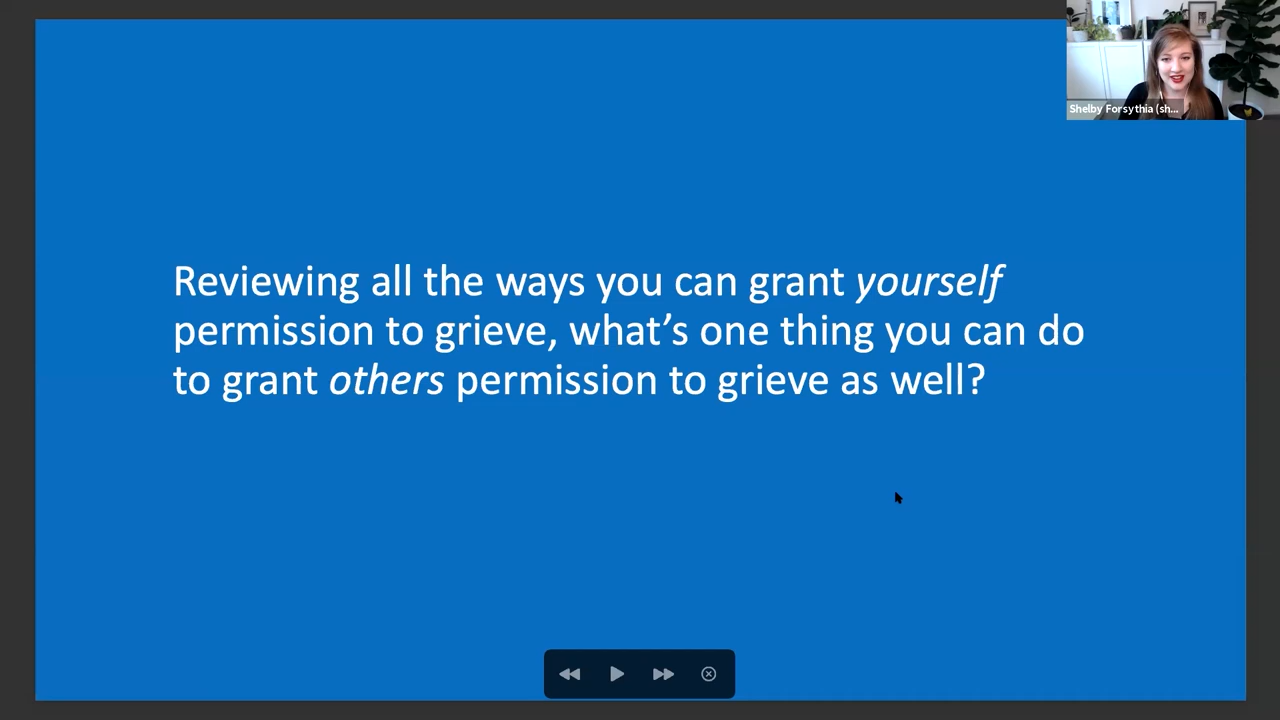 Shelby Forsythia (sh...
Reviewing all the ways you can grant yourself
permission to grieve, what’s one thing you can do
to grant others permission to grieve as well?